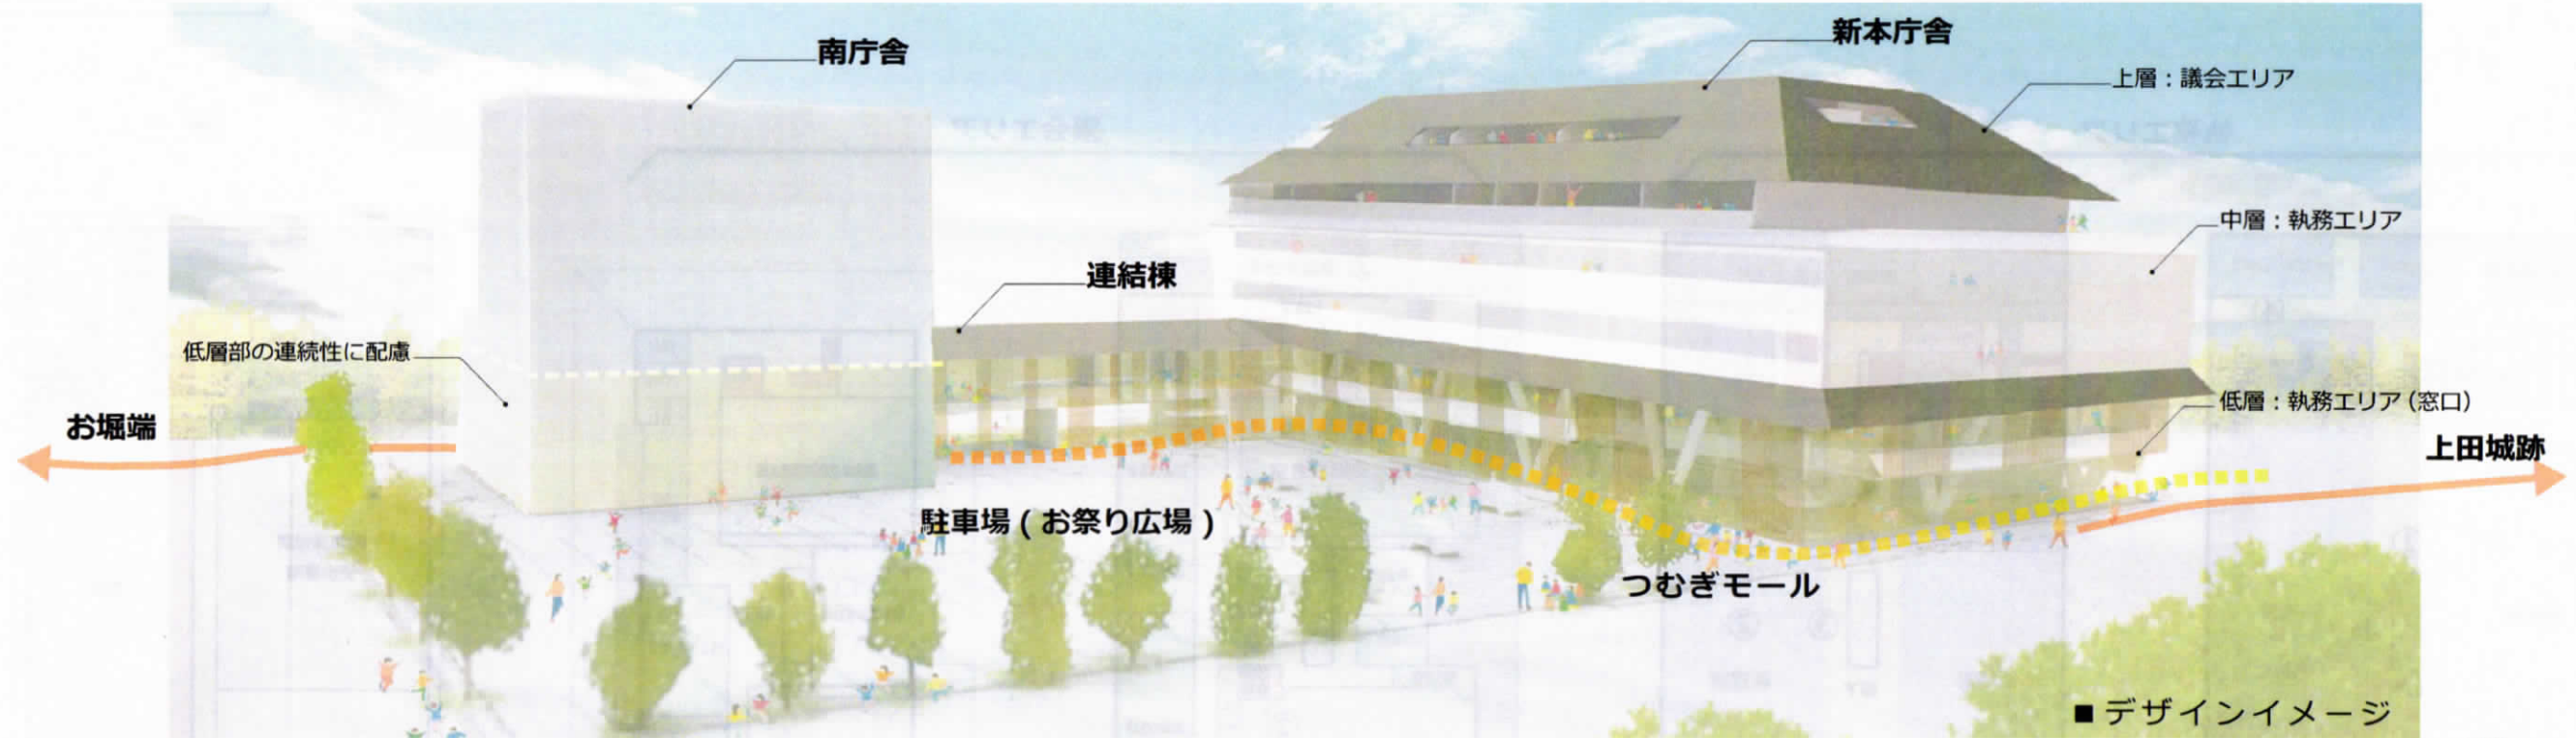 南庁舎
新本庁舎
上層：議会エリア
中層：執務エリア
連結棟
低層部の連続性に配慮
低層：執務エリア（窓口）
お堀端
上田城跡
駐車場（お祭り広場）
つむぎモール
■デザインイメージ